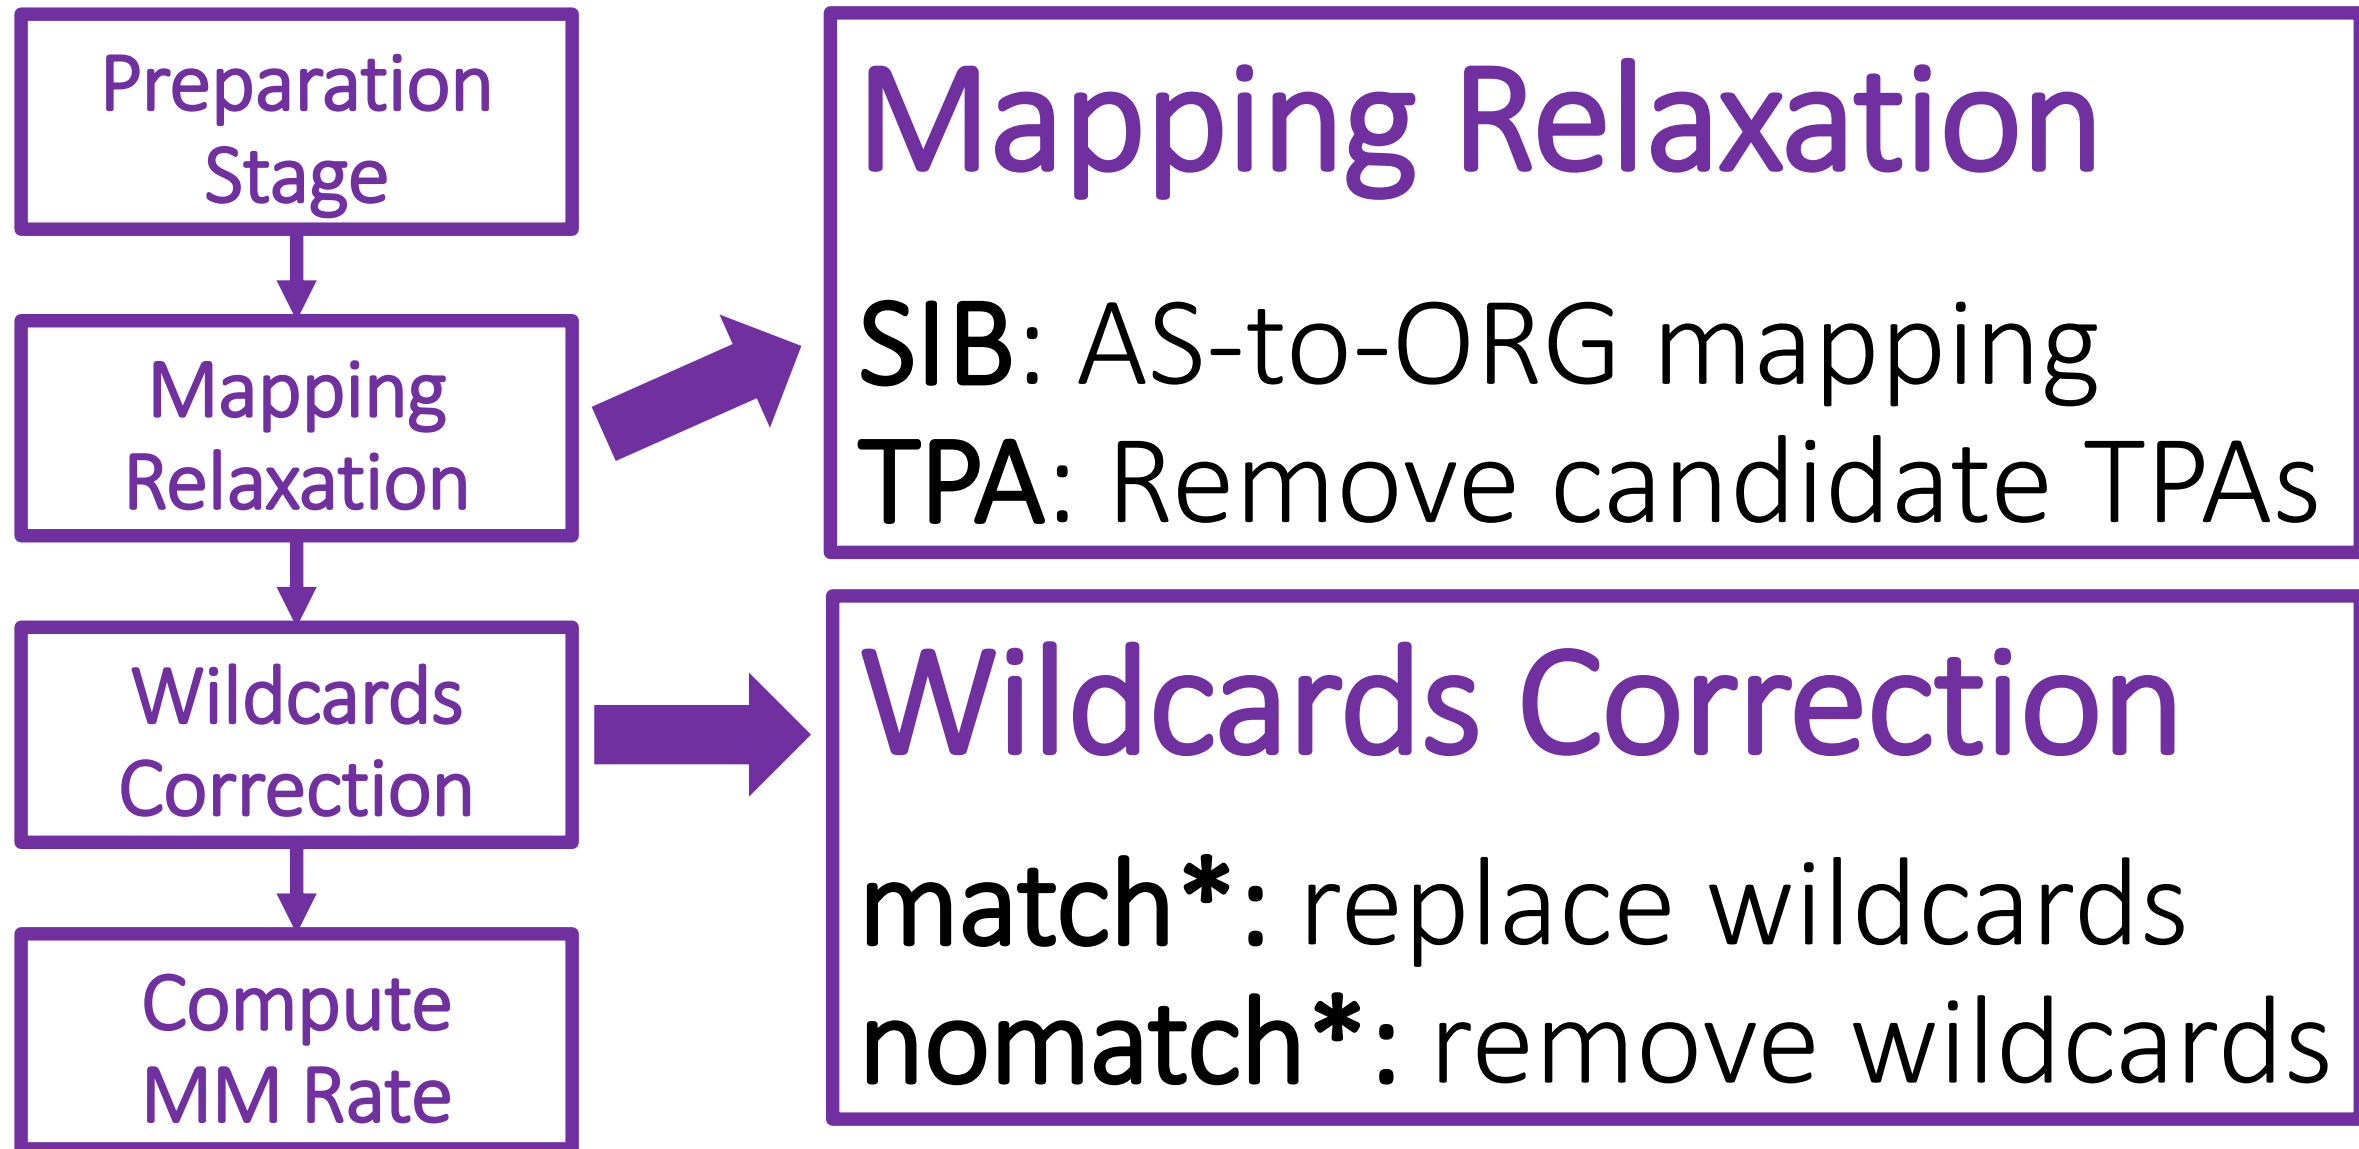 Preparation
Stage
Mapping
Relaxation
Wildcards
Correction
Compute
MM Rate
Mapping Relaxation
SIB: AS-to-ORG mapping
TPA: Remove candidate TPAs
Wildcards Correction
match*: replace wildcards
nomatch*: remove wildcards